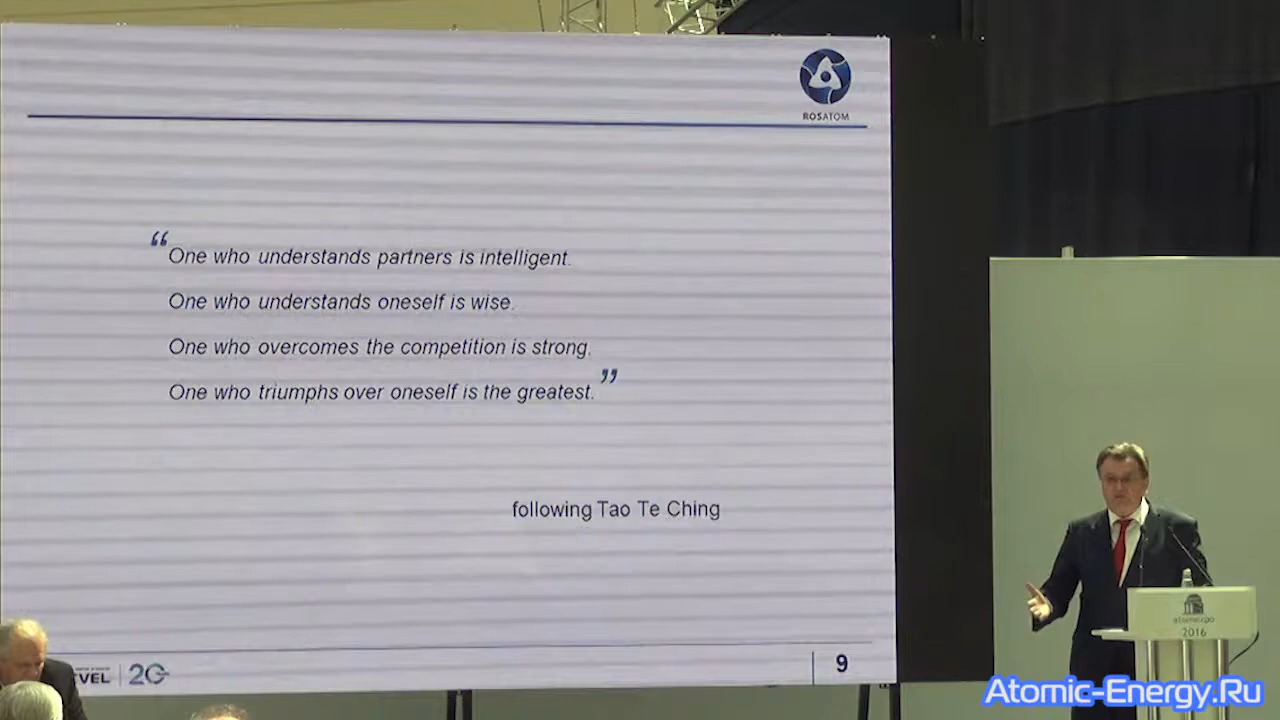 ROSATOM
“One who understands partners is intelligent.
One who understands oneself is wise.
One who overcomes the competition is strong.
One who triumphs over oneself is the greatest.”
following Tao Te Ching
VEL
20
9
atomexpo
2016
Atomic-Energy.Ru